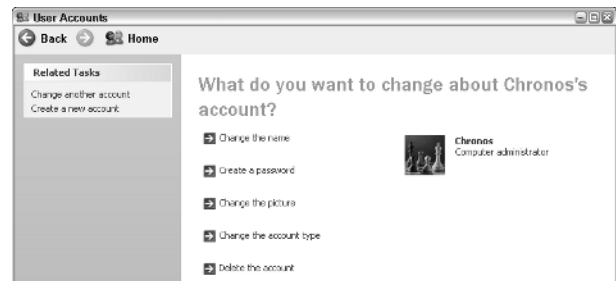 User Accounts
Back Home
Related Tasks
Change another account
Create a new account
What do you want to change about Chronos's
account?
Change the name
Create a password
Change the picture
Change the account type
Delete the account
Chronos
Computer administrator